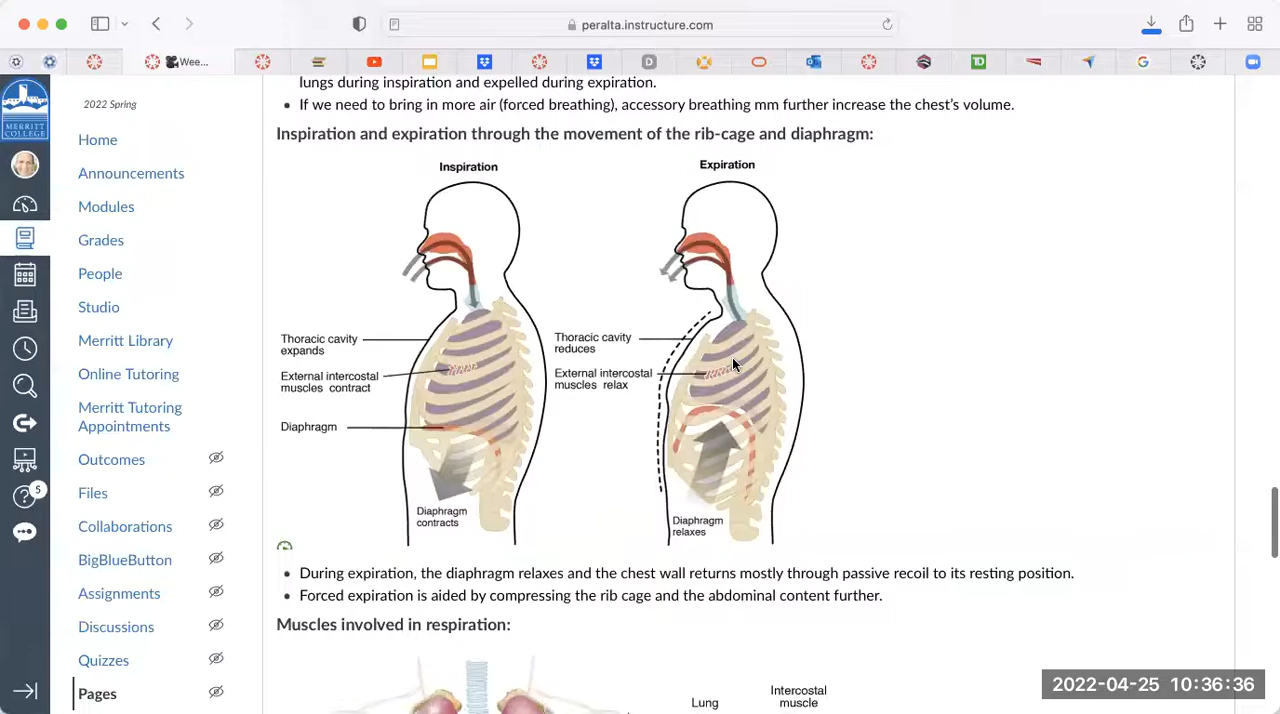 peralta.instructure.com
Wee...
MERRITT
COLLEGE
2022 Spring
Home
Announcements
Modules
Grades
People
Studio
Merritt Library
Online Tutoring
Merritt Tutoring
Appointments
Outcomes
Files
Collaborations
BigBlueButton
Assignments
Discussions
Quizzes
Pages
5
lungs during inspiration and expelled during expiration.
If we need to bring in more air (forced breathing), accessory breathing mm further increase the chest's volume.
Inspiration and expiration through the movement of the rib-cage and diaphragm:
Inspiration
Thoracic cavity
expands
External intercostal
muscles contract
Diaphragm
Diaphragm
contracts
Expiration
Thoracic cavity
reduces
External intercostal
muscles relax
Diaphragm
relaxes
During expiration, the diaphragm relaxes and the chest wall returns mostly through passive recoil to its resting position.
Forced expiration is aided by compressing the rib cage and the abdominal content further.
Muscles involved in respiration:
Lung
Intercostal
muscle
2022-04-25 10:36:36